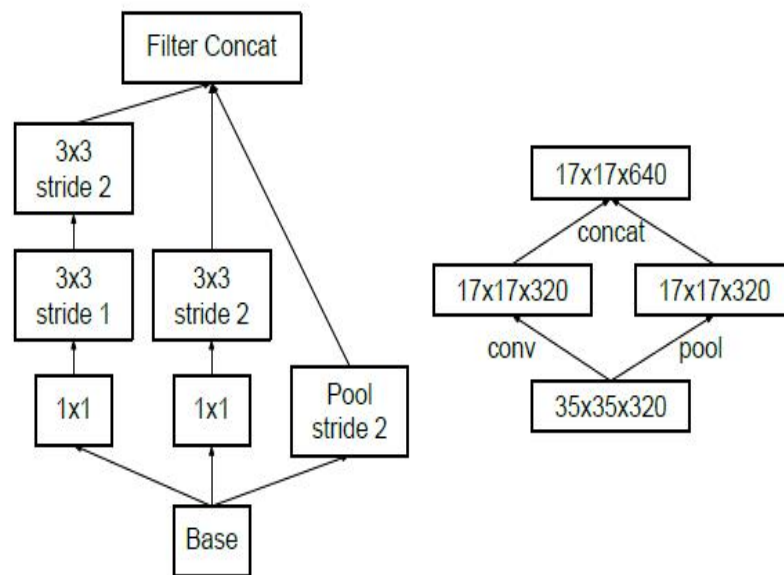 Filter Concat
3x3
stride 2
3x3
stride 1
3x3
stride 2
1x1
1x1
Pool
stride 2
Base
17x17x640
concat
17x17x320
17x17x320
conv
pool
35x35x320